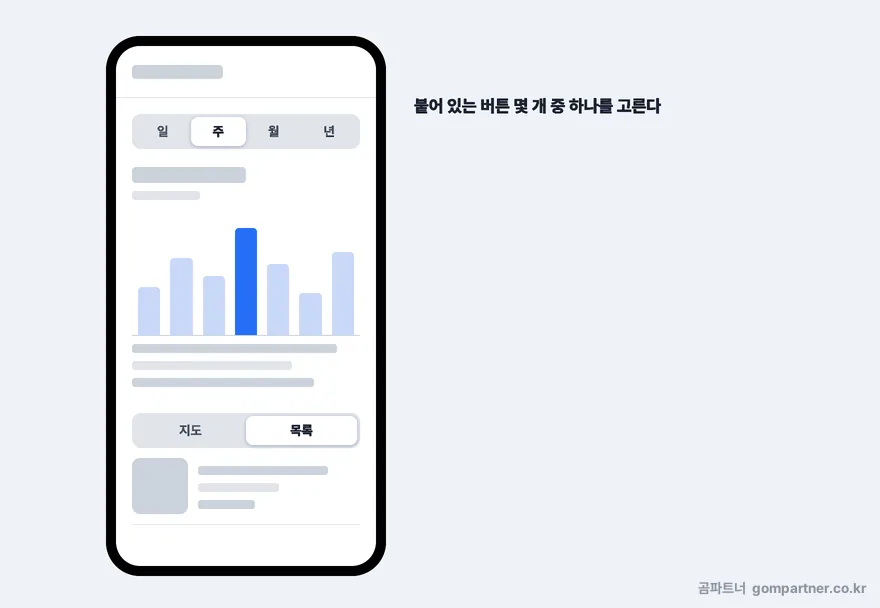 일 주 월 년
지도 목록
붙어 있는 버튼 몇 개 중 하나를 고른다
곰파트너 gompartner.co.kr